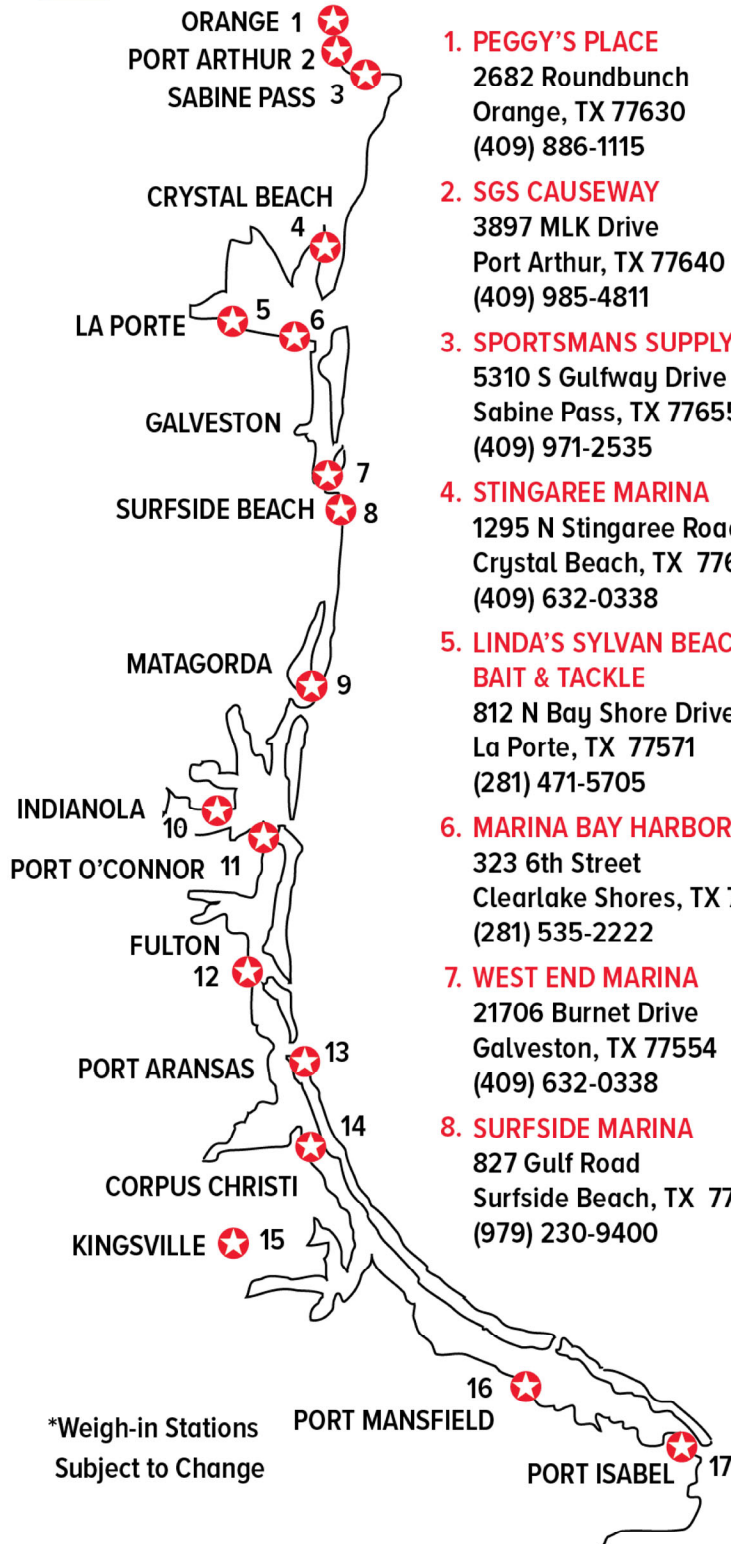 ORANGE 1
PORT ARTHUR 2
SABINE PASS 3
CRYSTAL BEACH
4
LA PORTE
5
6
GALVESTON
7
SURFSIDE BEACH
8
MATAGORDA
9
INDIANOLA
10
PORT O'CONNOR 11
FULTON
12
PORT ARANSAS
13
14
CORPUS CHRISTI
KINGSVILLE
15
16
PORT MANSFIELD
PORT ISABEL
17
*Weigh-in Stations
Subject to Change
1. PEGGY'S PLACE
2682 Roundbunch
Orange, TX 77630
(409) 886-1115
2. SGS CAUSEWAY
3897 MLK Drive
Port Arthur, TX 77640
(409) 985-4811
3. SPORTSMANS SUPPLY
5310 S Gulfway Drive
Sabine Pass, TX 77655
(409) 971-2535
4. STINGAREE MARINA
1295 N Stingaree Road
Crystal Beach, TX
(409) 632-0338
5. LINDA'S SYLVAN BEAC
BAIT & TACKLE
812 N Bay Shore Drive
La Porte, TX 77571
(281) 471-5705
6. MARINA BAY HARBOR
323 6th Street
Clearlake Shores, TX
(281) 535-2222
7. WEST END MARINA
21706 Burnet Drive
Galveston, TX 77554
(409) 632-0338
8. SURFSIDE MARINA
827 Gulf Road
Surfside Beach, TX
(979) 230-9400